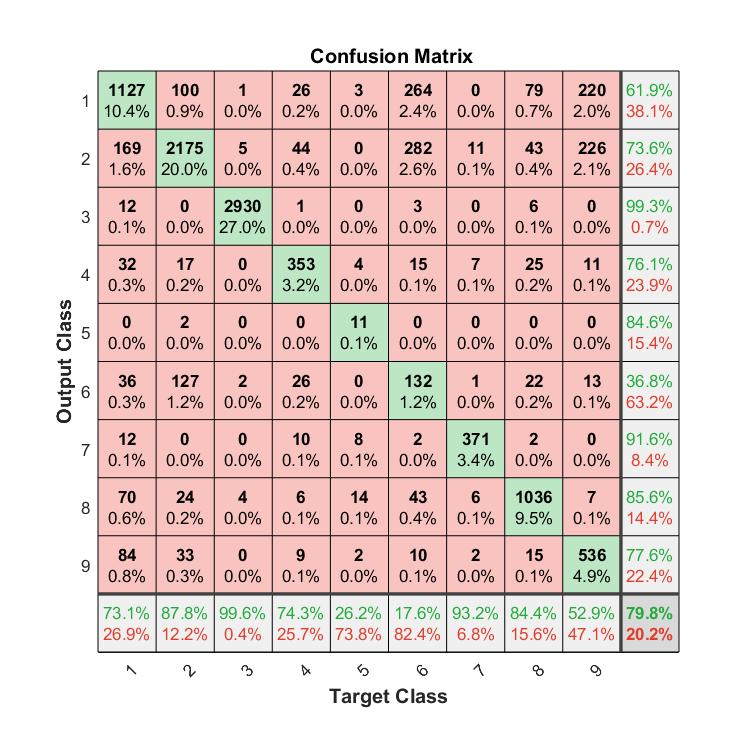 Confusion Matrix
1127 100 1 26 3 264 0 79 220 61.9%
1
10.4% 0.9% 0.0% 0.2% 0.0% 2.4% 0.0% 0.7% 2.0% 38.1%
169 2175 5 44 0 282 11 43 226 73.6%
2
1.6% 20.0% 0.0% 0.4% 0.0% 2.6% 0.1% 0.4% 2.1% 26.4%
12 0 2930 1 0 3 0 6 0 99.3%
3
0.1% 0.0% 27.0% 0.0% 0.0% 0.0% 0.0% 0.1% 0.0% 0.7%
32 17 0 353 4 15 7 25 11 76.1%
4
0.3% 0.2% 0.0% 3.2% 0.0% 0.1% 0.1% 0.2% 0.1% 23.9%
0 2 0 0 11 0 0 0 0 84.6%
5
0.0% 0.0% 0.0% 0.0% 0.1% 0.0% 0.0% 0.0% 0.0% 15.4%
36 127 2 26 0 132 1 22 13 36.8%
6
0.3% 1.2% 0.0% 0.2% 0.0% 1.2% 0.0% 0.2% 0.1% 63.2%
12 0 0 10 8 2 371 2 0 91.6%
7
0.1% 0.0% 0.0% 0.1% 0.1% 0.0% 3.4% 0.0% 0.0% 8.4%
70 24 4 6 14 43 6 1036 7 85.6%
8
0.6% 0.2% 0.0% 0.1% 0.1% 0.4% 0.1% 9.5% 0.1% 14.4%
84 33 0 9 2 10 2 15 536 77.6%
9
0.8% 0.3% 0.0% 0.1% 0.0% 0.1% 0.0% 0.1% 4.9% 22.4%
73.1% 87.8% 99.6% 74.3% 26.2% 17.6% 93.2% 84.4% 52.9% 79.8%
26.9% 12.2% 0.4% 25.7% 73.8% 82.4% 6.8% 15.6% 47.1% 20.2%
1 2 3 4 5 6 7 8 9
Target Class
Output Class